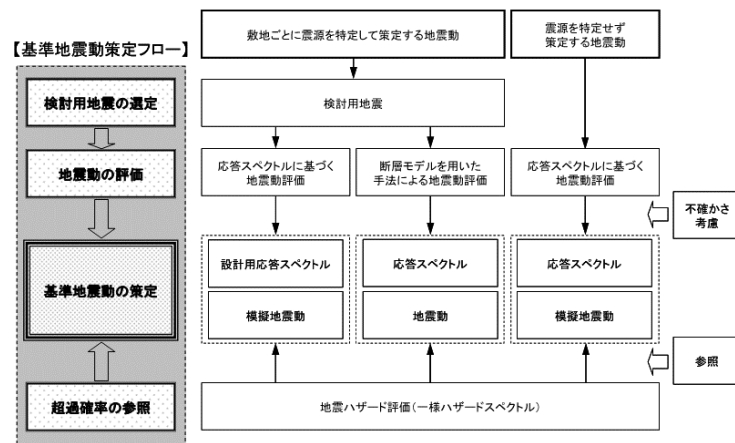 【基準地震動策定フロー】
検討用地震の選定
地震動の評価
基準地震動の策定
超過確率の参照
敷地ごとに震源を特定して策定する地震動
震源を特定せず
策定する地震動
検討用地震
応答スペクトルに基づく
地震動評価
断層モデルを用いた
手法による地震動評価
応答スペクトルに基づく
地震動評価
不確かさ
考慮
設計用応答スペクトル
模擬地震動
応答スペクトル
地震動
応答スペクトル
模擬地震動
参照
地震ハザード評価(一様ハザードスペクトル)